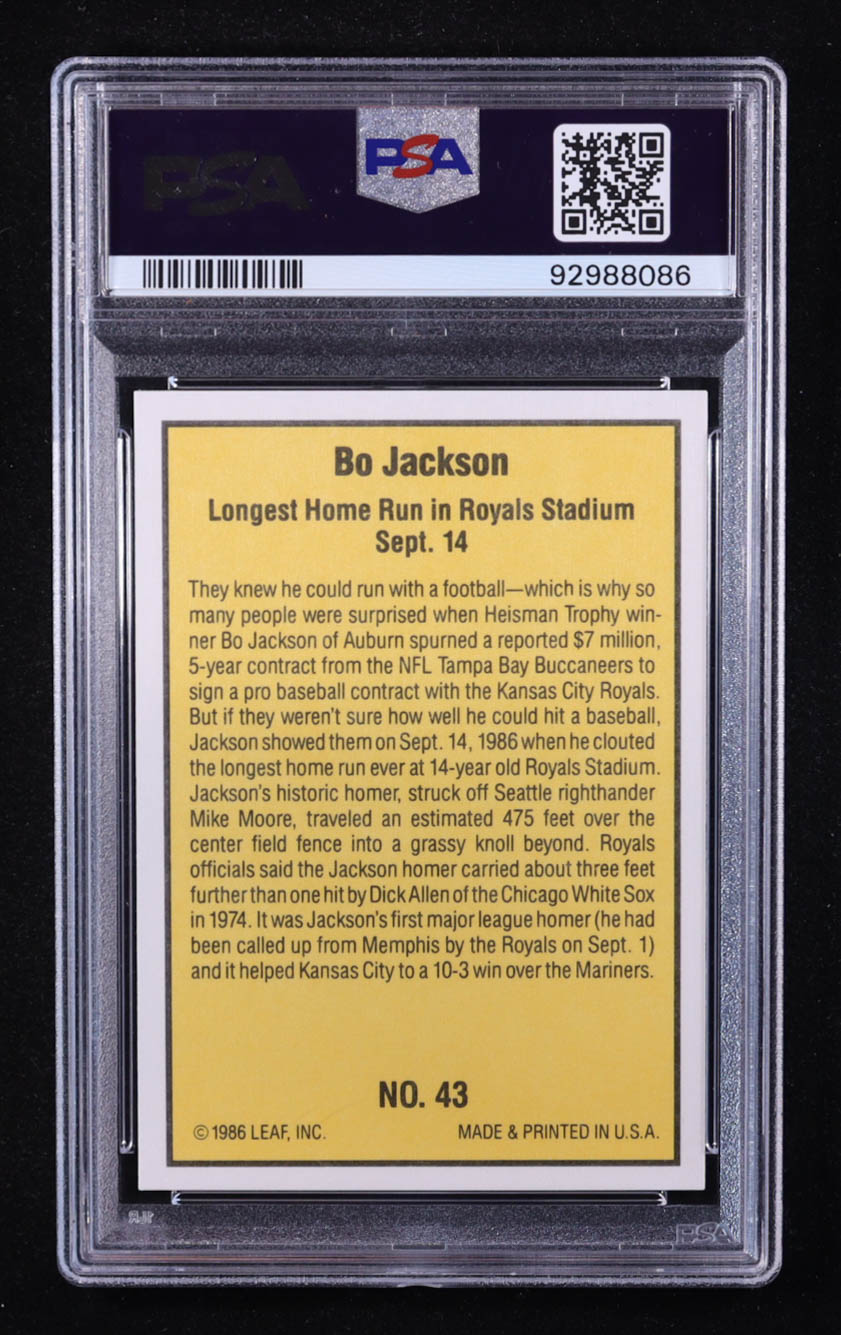 PSA
PSA
92988086
Bo Jackson
Longest Home Run in Royals Stadium
Sept. 14
They knew he could run with a football—which is why so
many people were surprised when Heisman Trophy win-
ner Bo Jackson of Auburn spurned a reported $7 million,
5-year contract from the NFL Tampa Bay Buccaneers to
sign a pro baseball contract with the Kansas City Royals.
But if they weren't sure how well he could hit a baseball,
Jackson showed them on Sept. 14, 1986 when he clouted
the longest home run ever at 14-year old Royals Stadium.
Jackson's historic homer, struck off Seattle righthander
Mike Moore, traveled an estimated 475 feet over the
center field fence into a grassy knoll beyond. Royals
officials said the Jackson homer carried about three feet
further than one hit by Dick Allen of the Chicago White Sox
in 1974. It was Jackson's first major league homer (he had
been called up from Memphis by the Royals on Sept. 1)
and it helped Kansas City to a 10-3 win over the Mariners.
NO. 43
© 1986 LEAF, INC.
MADE & PRINTED IN U.S.A.
PSA